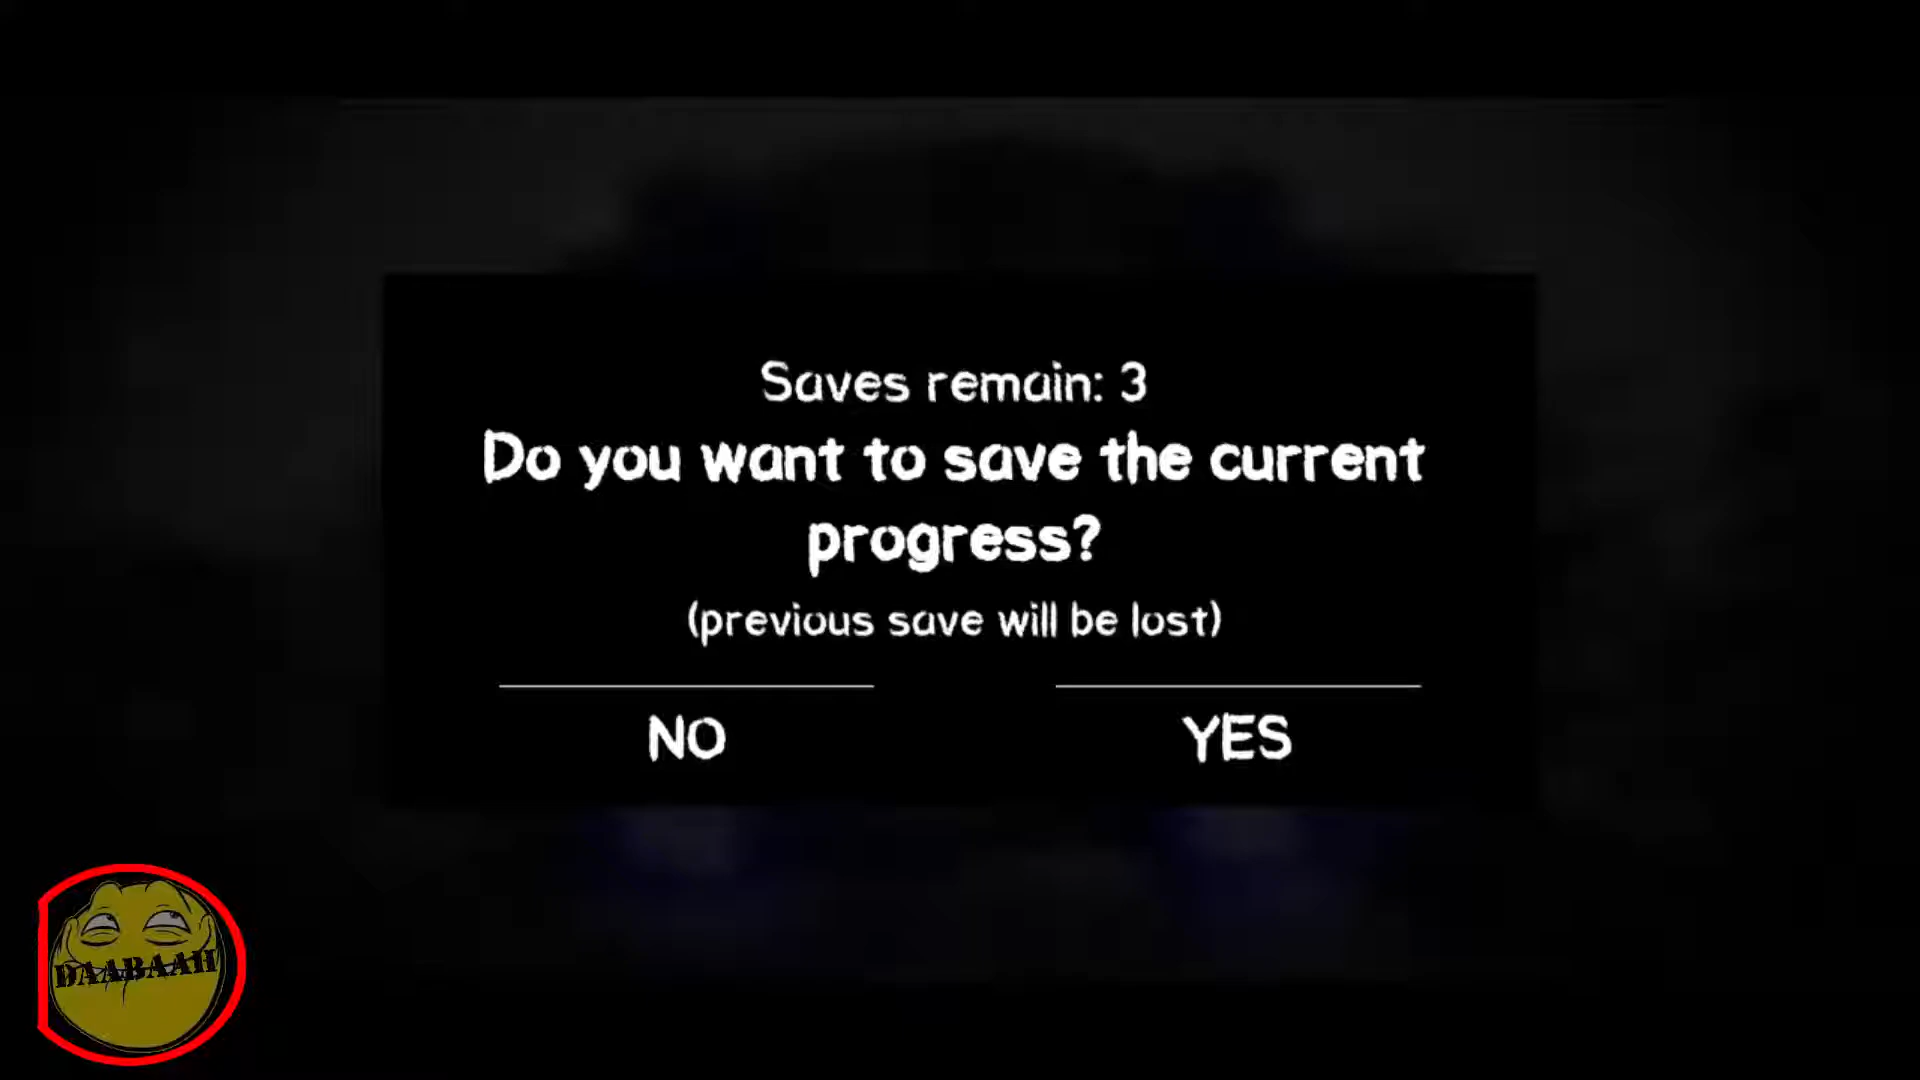 Saves remain: 3
Do you want to save the current
progress?
(previous save will be lost)
NO
YES
DAABAAH